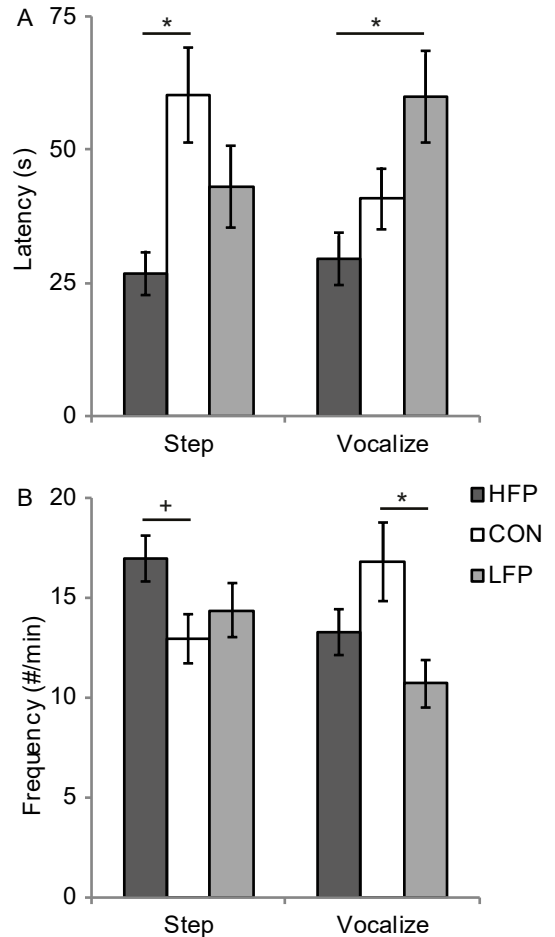 A
Latency (s)
75
50
25
0
*
*
Step
Vocalize
B
Frequency (#/min)
20
15
10
5
0
+
*
Step
Vocalize
HFP
CON
LFP